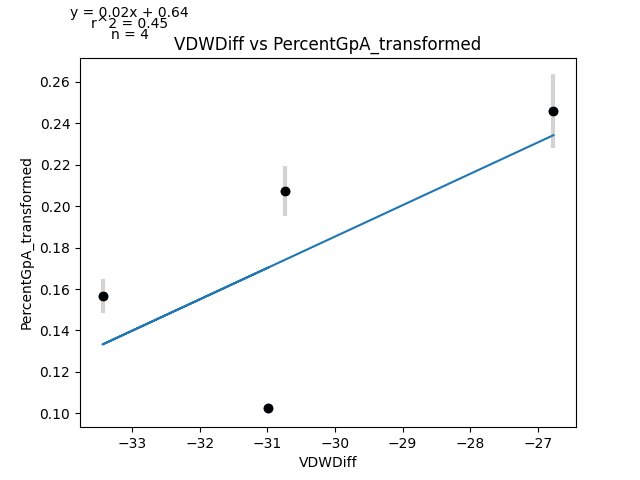 y = 0.02x + 0.64
r^2 = 0.45
n = 4
VDWDiff vs PercentGpA_transformed
0.26
0.24
0.22
0.20
0.18
0.16
0.14
0.12
0.10
PercentGpA_transformed
−33
−32
−31
−30
−29
−28
−27
VDWDiff